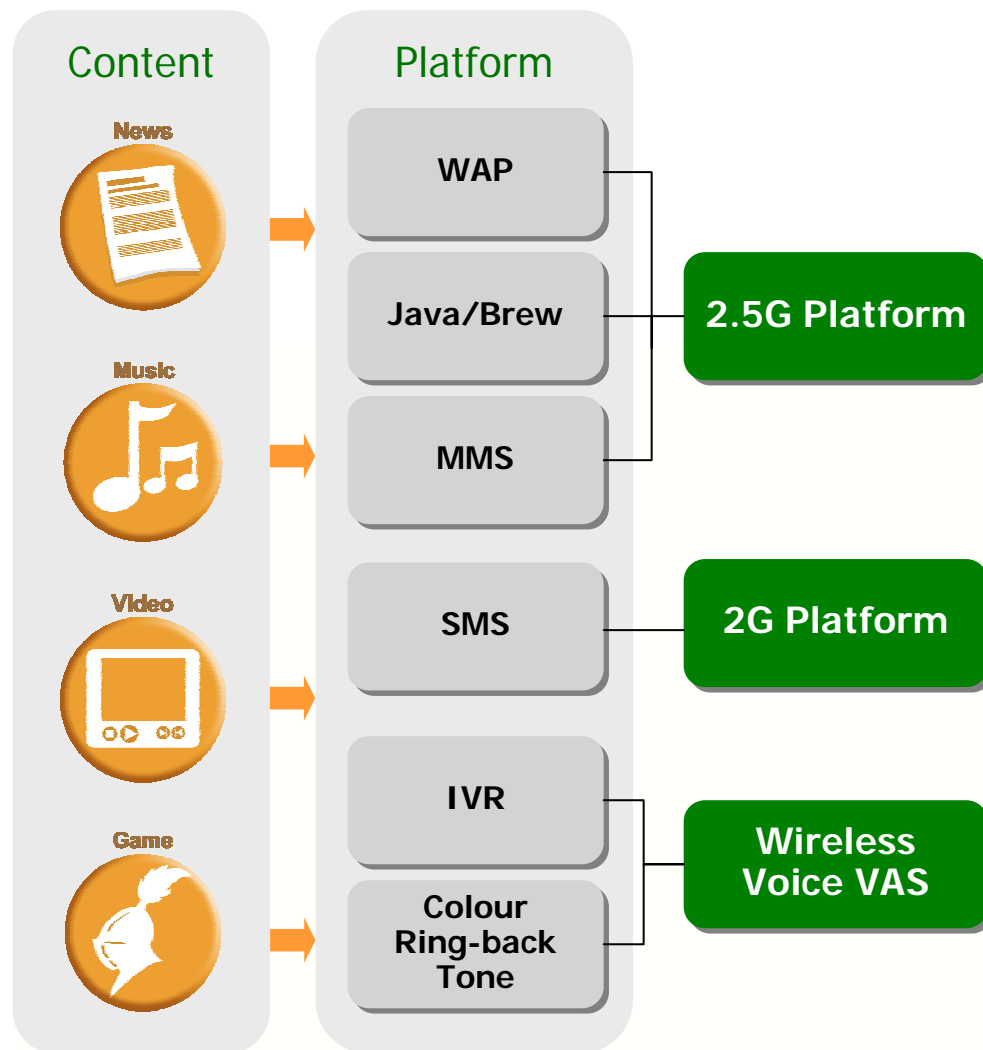 Content
News
Music
Video
Game
Platform
WAP
Java/Brew
MMS
SMS
IVR
Colour
Ring-back
Tone
2.5G Platform
2G Platform
Wireless
Voice VAS